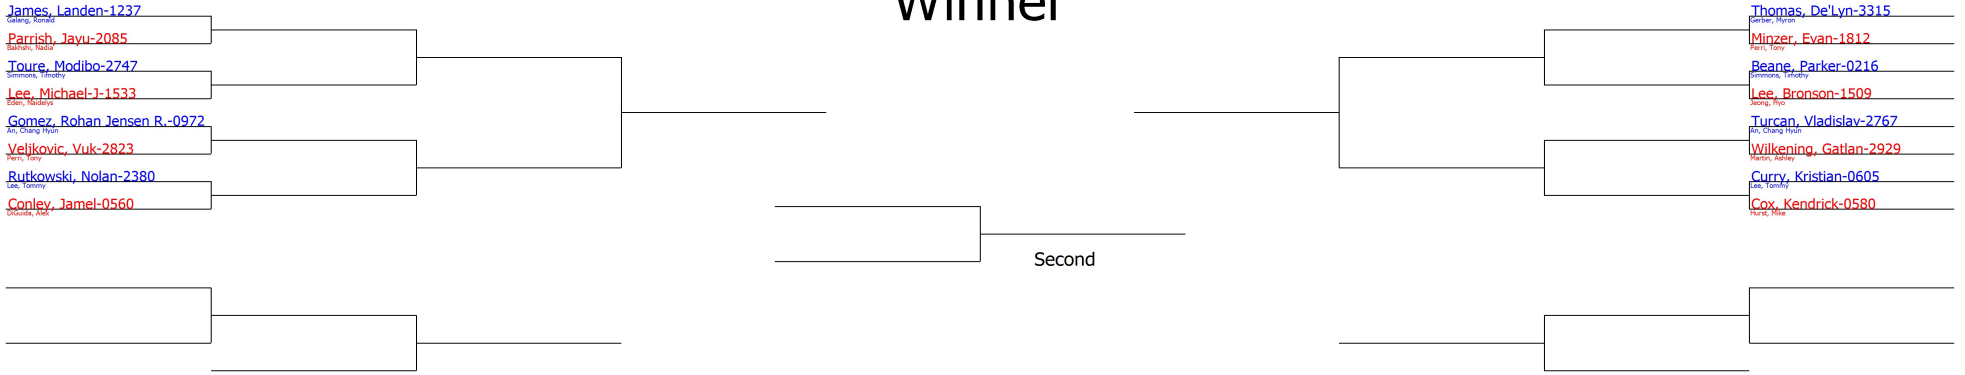 Winner
James, Landen-1237
Galang, Ronald
Parrish, Jayu-2085
Bakhshi, Nadia
Toure, Modibo-2747
Simmons, Timothy
Lee, Michael-J-1533
Eden, Naidelys
Gomez, Rohan Jensen R.-0972
An, Chang Hyun
Veljkovic, Vuk-2823
Perri, Tony
Rutkowski, Nolan-2380
Lee, Tommy
Conley, Jamel-0560
DiGuida, Alex
Second
Thomas, De'Lyn-3315
Gerber, Myron
Minzer, Evan-1812
Perri, Tony
Beane, Parker-0216
Simmons, Timothy
Lee, Bronson-1509
Jeong, Hyo
Turcan, Vladislav-2767
An, Chang Hyun
Wilkening, Gatlan-2929
Martin, Ashley
Curry, Kristian-0605
Lee, Tommy
Cox, Kendrick-0580
Hurst, Mike